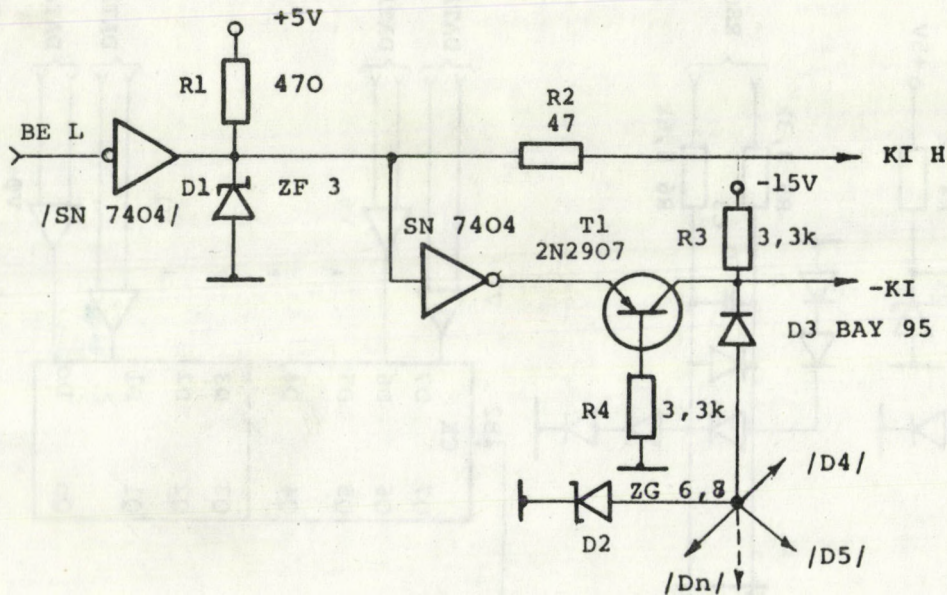 +5V
R1 470
R2
47
BE L
KI H
D1 ZF 3
-15V
/SN 7404/
SN 7404
T1
2N2907
R3 3,3k
-KI
D3 BAY 95
R4 3,3k
/D4/
ZG 6,8
D2
/D5/
/Dn/